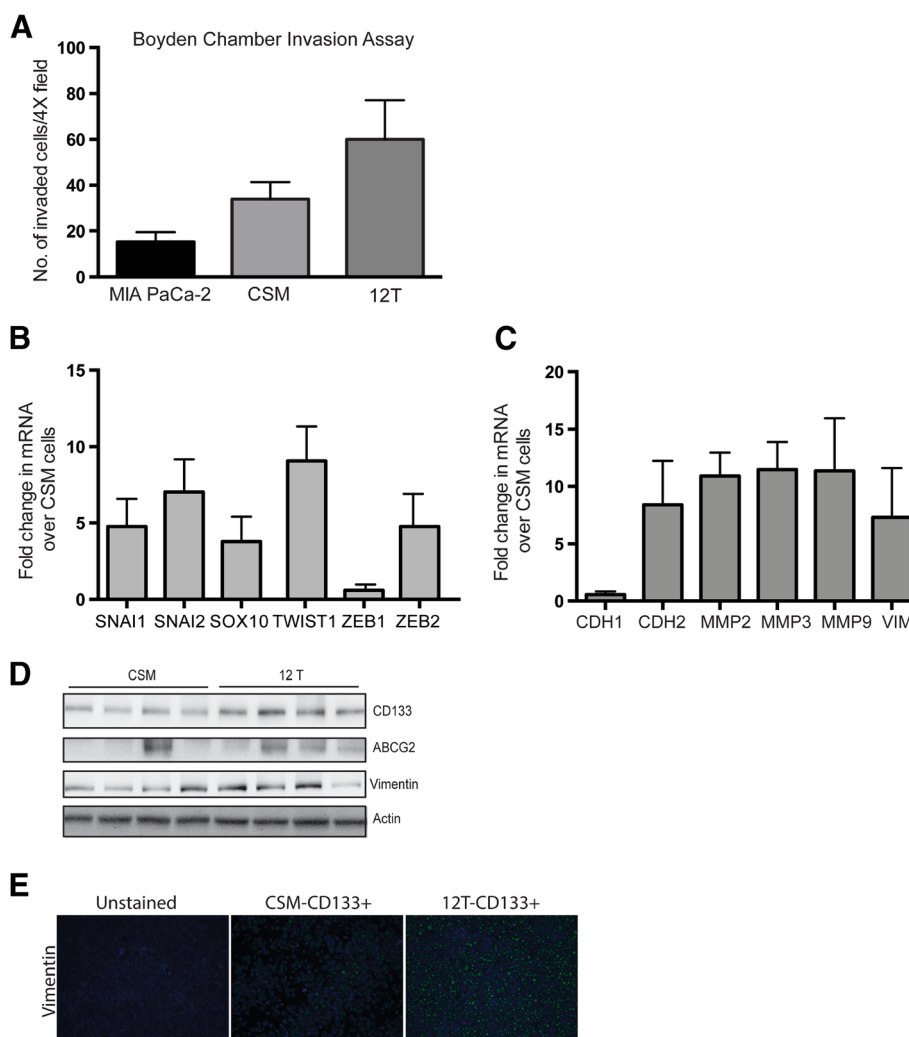 A
Boyden Chamber Invasion Assay
No. of invaded cells/4X field
100
80
60
40
20
0
MIA PaCa-2 CSM 12T
B
Fold change in mRNA
over CSM cells
15
10
5
0
SNAI1 SNAI2 SOX10 TWIST1 ZEB1 ZEB2
C
Fold change in mRNA
over CSM cells
20
15
10
5
0
CDH1 CDH2 MMP2 MMP3 MMP9 VIM
D
CSM 12 T
CD133
ABCG2
Vimentin
Actin
E
Unstained CSM-CD133+ 12T-CD133+
Vimentin